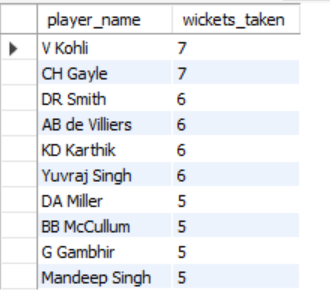 player_name wickets_taken
V Kohli 7
CH Gayle 7
DR Smith 6
AB de Villiers 6
KD Karthik 6
Yuvraj Singh 6
DA Miller 5
BB McCullum 5
G Gambhir 5
Mandeep Singh 5